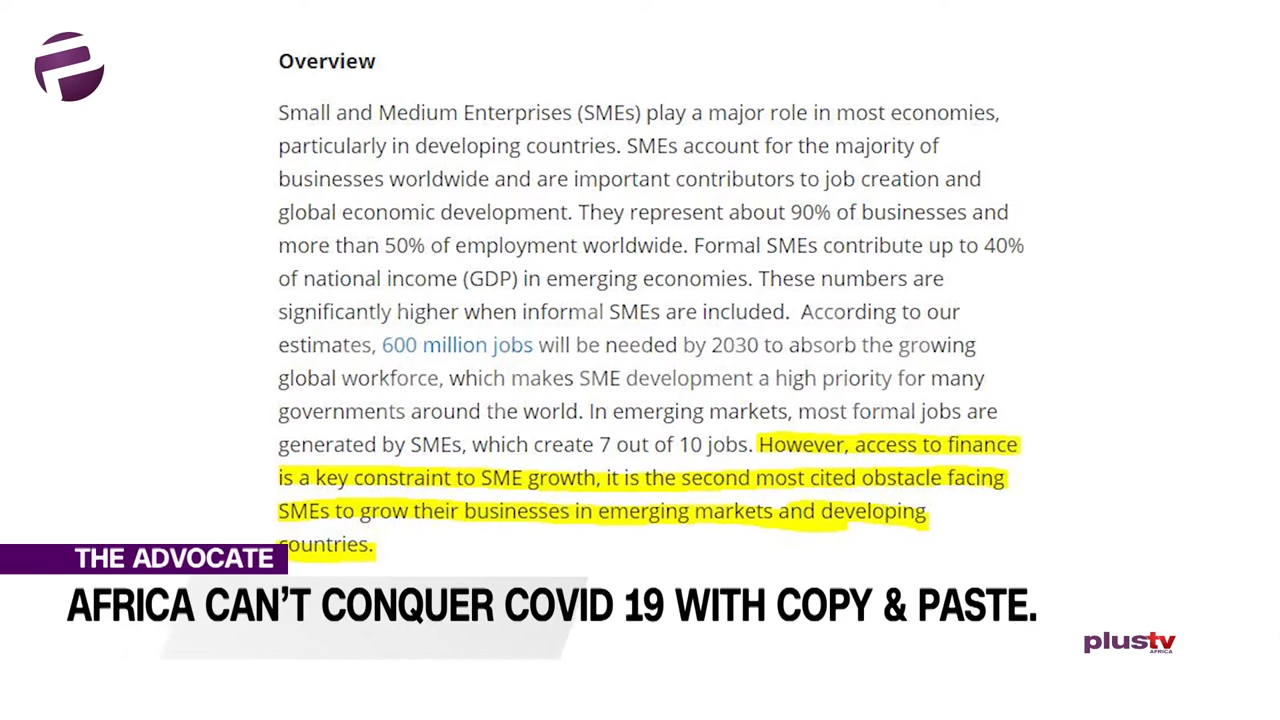 Overview
Small and Medium Enterprises (SMEs) play a major role in most economies,
particularly in developing countries. SMEs account for the majority of
businesses worldwide and are important contributors to job creation and
global economic development. They represent about 90% of businesses and
more than 50% of employment worldwide. Formal SMEs contribute up to 40%
of national income (GDP) in emerging economies. These numbers are
significantly higher when informal SMEs are included.  According to our
estimates, 600 million jobs will be needed by 2030 to absorb the growing
global workforce, which makes SME development a high priority for many
governments around the world. In emerging markets, most formal jobs are
generated by SMEs, which create 7 out of 10 jobs. However, access to finance
is a key constraint to SME growth, it is the second most cited obstacle facing
SMEs to grow their businesses in emerging markets and developing
countries.
THE ADVOCATE
AFRICA CAN'T CONQUER COVID 19 WITH COPY & PASTE.
plustv
AFRICA